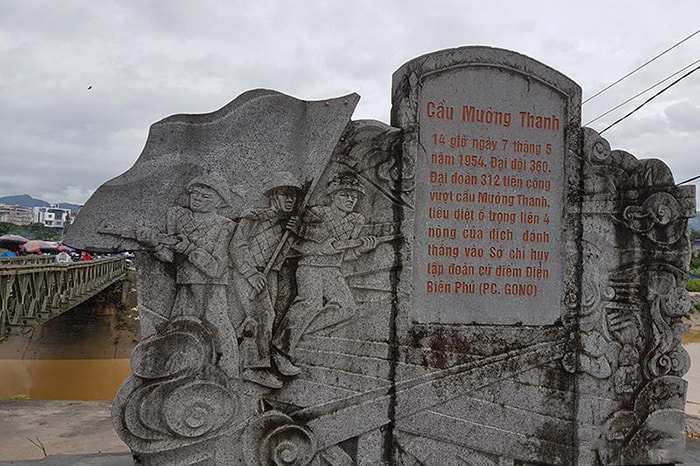 Cầu Mường Thanh
14 giờ ngày 7 tháng 5
năm 1954, Đại đội 360,
Đại đoàn 312 tiến công
vượt cầu Mường Thanh,
tiêu diệt ổ trọng liên 4
nòng của địch, đánh
thẳng vào Sở chỉ huy
tập đoàn cứ điểm Điện
Biên Phủ (PC. GONO)